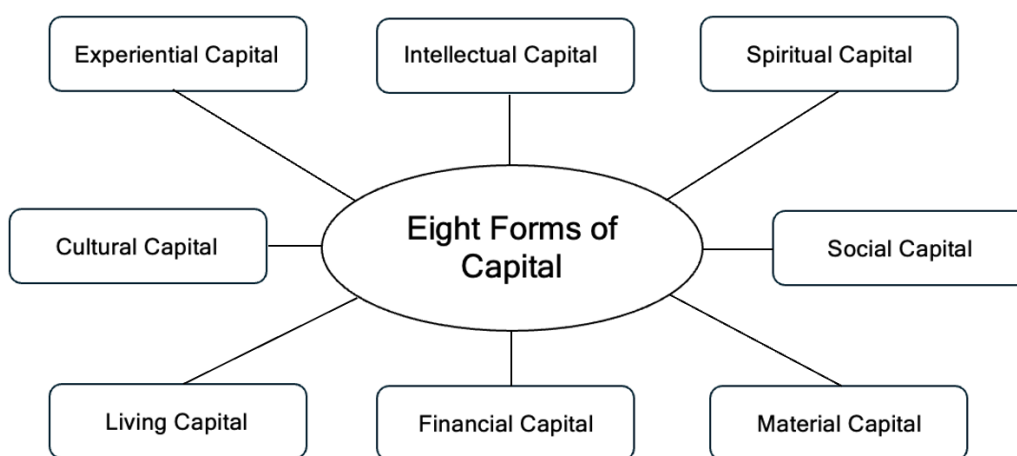 Experiential Capital
Intellectual Capital
Spiritual Capital
Eight Forms of
Capital
Cultural Capital
Social Capital
Living Capital
Financial Capital
Material Capital